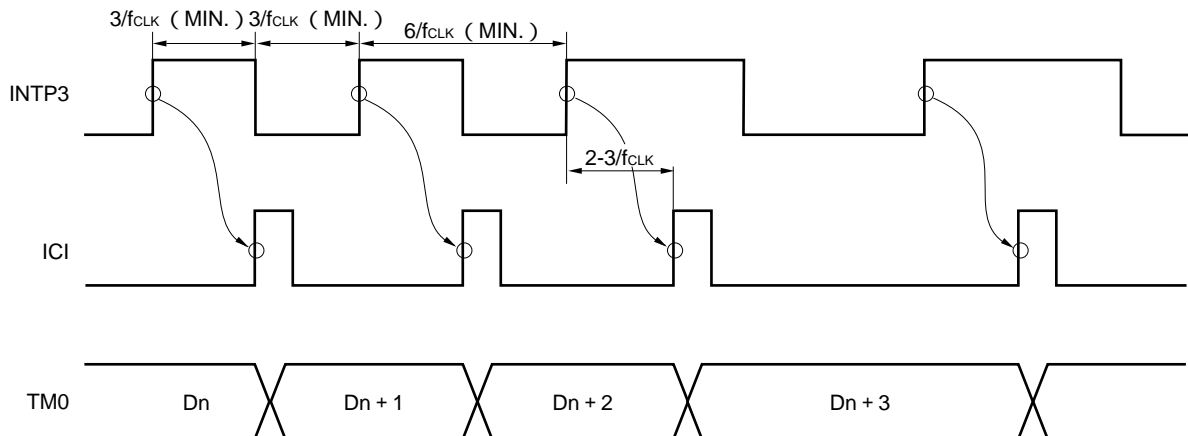 3/fCLK ( MIN. ) 3/fCLK ( MIN. )
6/fCLK ( MIN. )
INTP3
2-3/fCLK
ICI
TM0 Dn Dn + 1 Dn + 2 Dn + 3